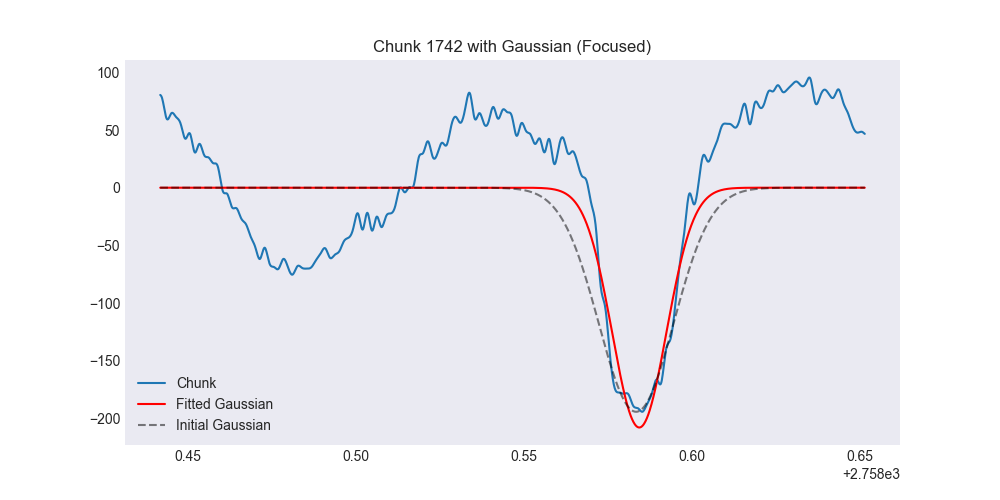 Chunk 1742 with Gaussian (Focused)
100
50
0
−50
−100
−150
−200
Chunk
Fitted Gaussian
Initial Gaussian
0.45 0.50 0.55 0.60 0.65
+2.758e3